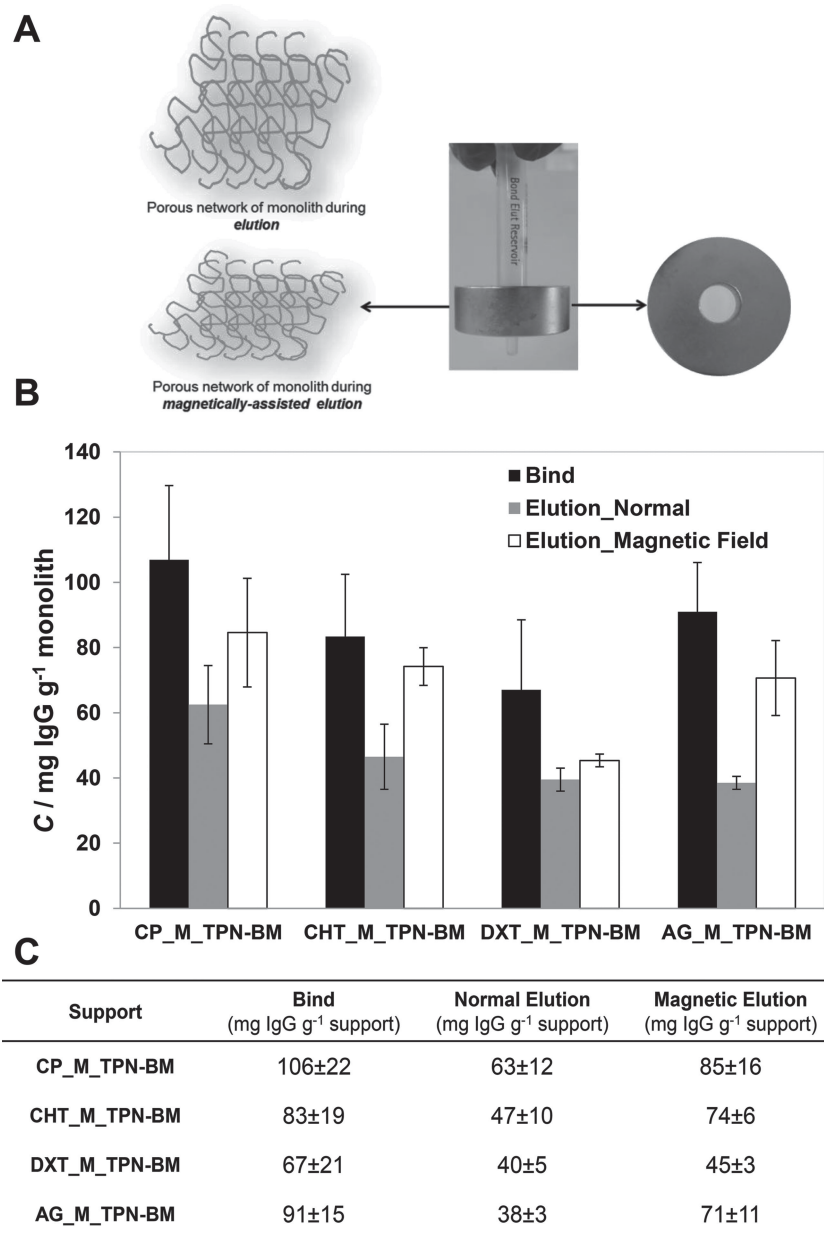 A
Porous network of monolith during
elution
Bond Elut Reservoir
Porous network of monolith during
magnetically-assisted elution
B
C / mg IgG g-1 monolith
140
120
100
80
60
40
20
0
Bind
Elution_Normal
Elution_Magnetic Field
CP_M_TPN-BM CHT_M_TPN-BM DXT_M_TPN-BM AG_M_TPN-BM
C
Support Bind Normal Elution Magnetic Elution
(mg IgG g-1 support) (mg IgG g-1 support) (mg IgG g-1 support)
CP_M_TPN-BM 106±22 63±12 85±16
CHT_M_TPN-BM 83±19 47±10 74±6
DXT_M_TPN-BM 67±21 40±5 45±3
AG_M_TPN-BM 91±15 38±3 71±11